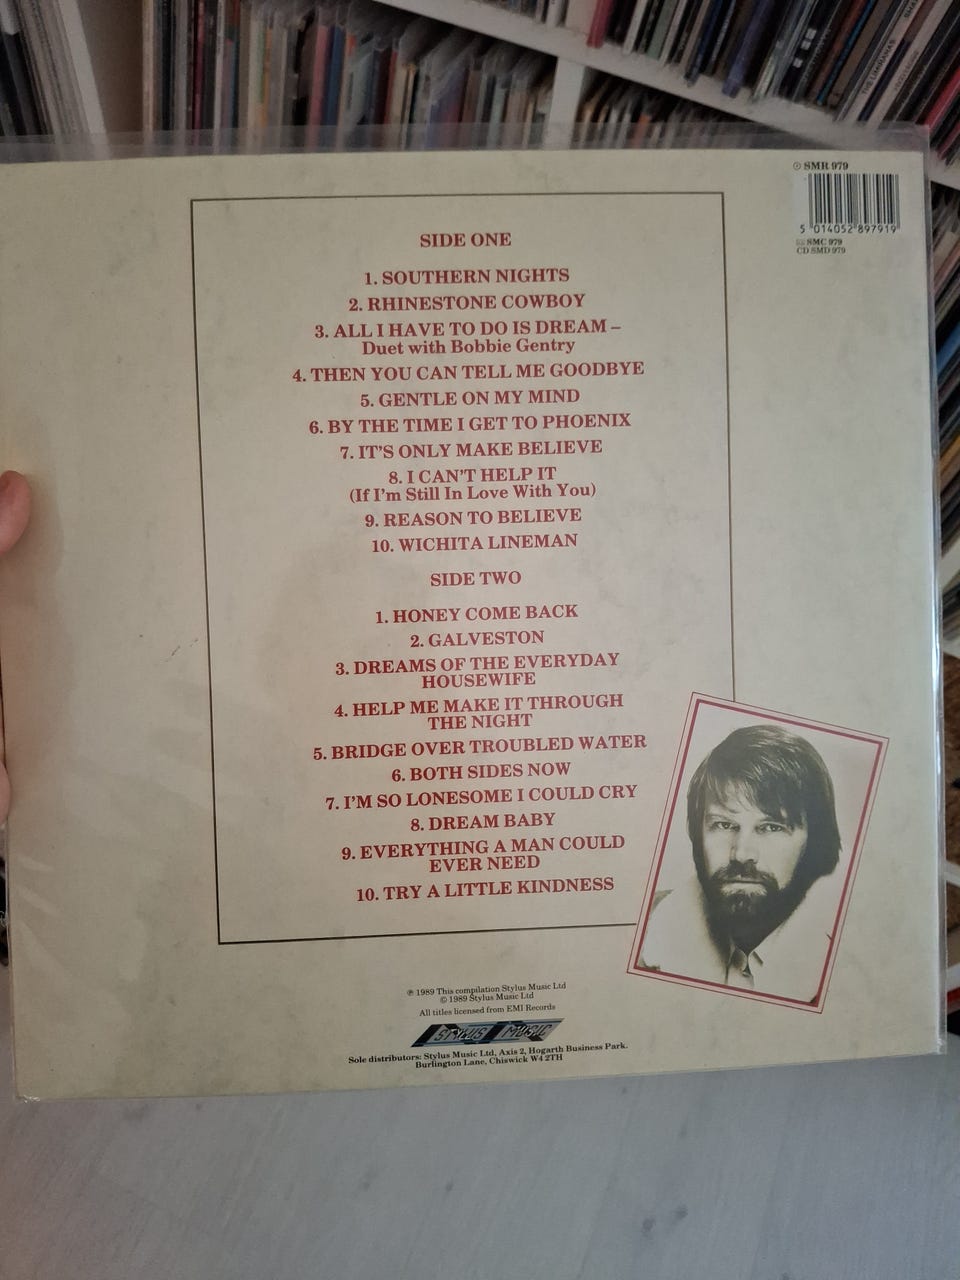 THE LIMIÑANAS
℗ SMR 979
5 014052 897919
SMC 979
CD SMD 979
SIDE ONE
1. SOUTHERN NIGHTS
2. RHINESTONE COWBOY
3. ALL I HAVE TO DO IS DREAM –
Duet with Bobbie Gentry
4. THEN YOU CAN TELL ME GOODBYE
5. GENTLE ON MY MIND
6. BY THE TIME I GET TO PHOENIX
7. IT'S ONLY MAKE BELIEVE
8. I CAN'T HELP IT
(If I'm Still In Love With You)
9. REASON TO BELIEVE
10. WICHITA LINEMAN
SIDE TWO
1. HONEY COME BACK
2. GALVESTON
3. DREAMS OF THE EVERYDAY
HOUSEWIFE
4. HELP ME MAKE IT THROUGH
THE NIGHT
5. BRIDGE OVER TROUBLED WATER
6. BOTH SIDES NOW
7. I'M SO LONESOME I COULD CRY
8. DREAM BABY
9. EVERYTHING A MAN COULD
EVER NEED
10. TRY A LITTLE KINDNESS
℗ 1989 This compilation Stylus Music Ltd
© 1989 Stylus Music Ltd
All titles licensed from EMI Records
STYLUS MUSIC
Sole distributors: Stylus Music Ltd, Axis 2, Hogarth Business Park.
Burlington Lane, Chiswick W4 2TH